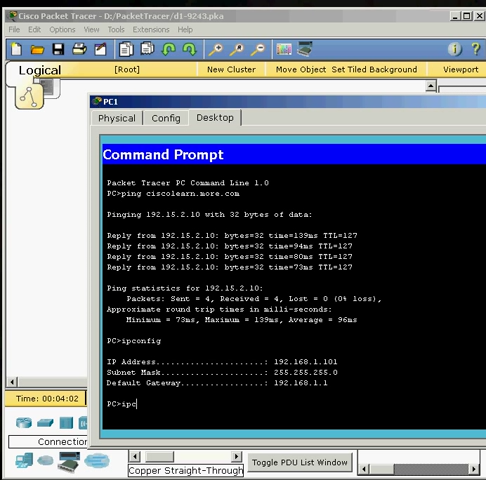 Cisco Packet Tracer - D:/PacketTracer/d1-9243.pka
File Edit Options View Tools Extensions Help
Logical [Root] New Cluster Move Object Set Tiled Background Viewport
PC1
Physical Config Desktop
Command Prompt
Packet Tracer PC Command Line 1.0
PC>ping ciscolearn.more.com
Pinging 192.15.2.10 with 32 bytes of data:
Reply from 192.15.2.10: bytes=32 time=139ms TTL=127
Reply from 192.15.2.10: bytes=32 time=94ms TTL=127
Reply from 192.15.2.10: bytes=32 time=80ms TTL=127
Reply from 192.15.2.10: bytes=32 time=73ms TTL=127
Ping statistics for 192.15.2.10:
Packets: Sent = 4, Received = 4, Lost = 0 (0% loss),
Approximate round trip times in milli-seconds:
Minimum = 73ms, Maximum = 139ms, Average = 96ms
PC>ipconfig
IP Address......................: 192.168.1.101
Subnet Mask.....................: 255.255.255.0
Default Gateway.................: 192.168.1.1
PC>ipc
Time: 00:04:02
Connection
Copper Straight-Through
Toggle PDU List Window